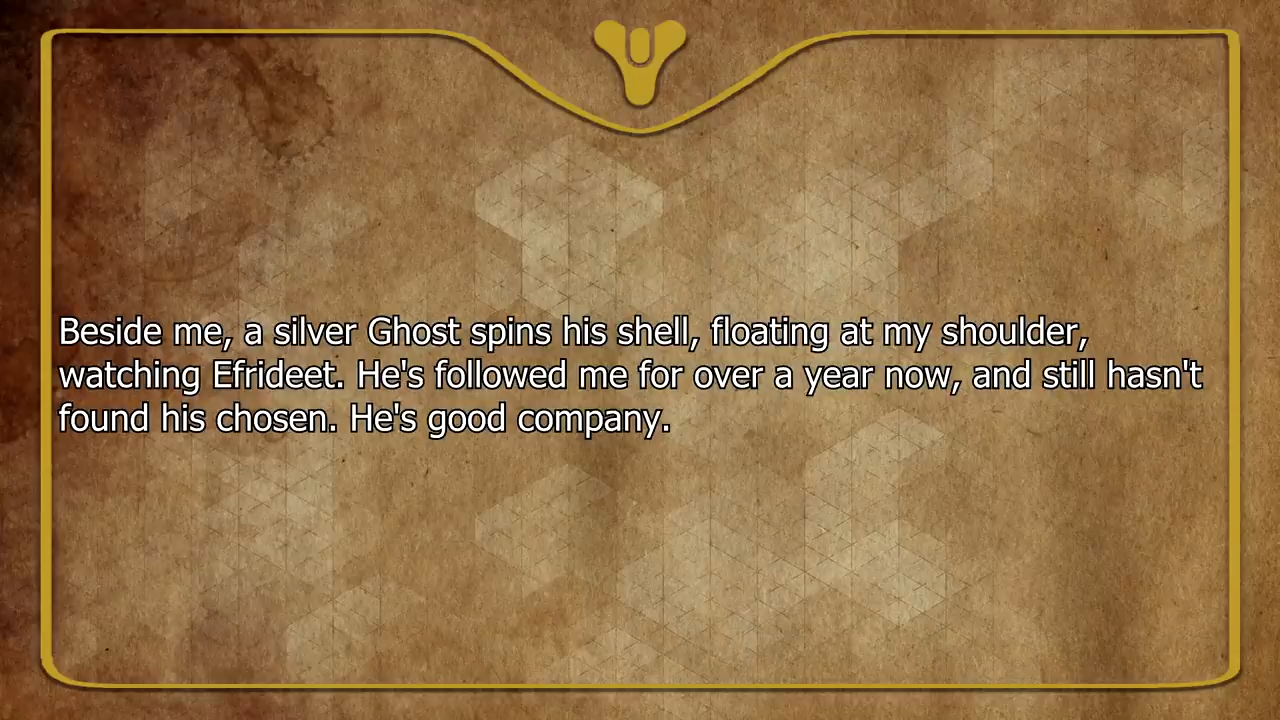 Beside me, a silver Ghost spins his shell, floating at my shoulder,
watching Efrideet. He's followed me for over a year now, and still hasn't
found his chosen. He's good company.